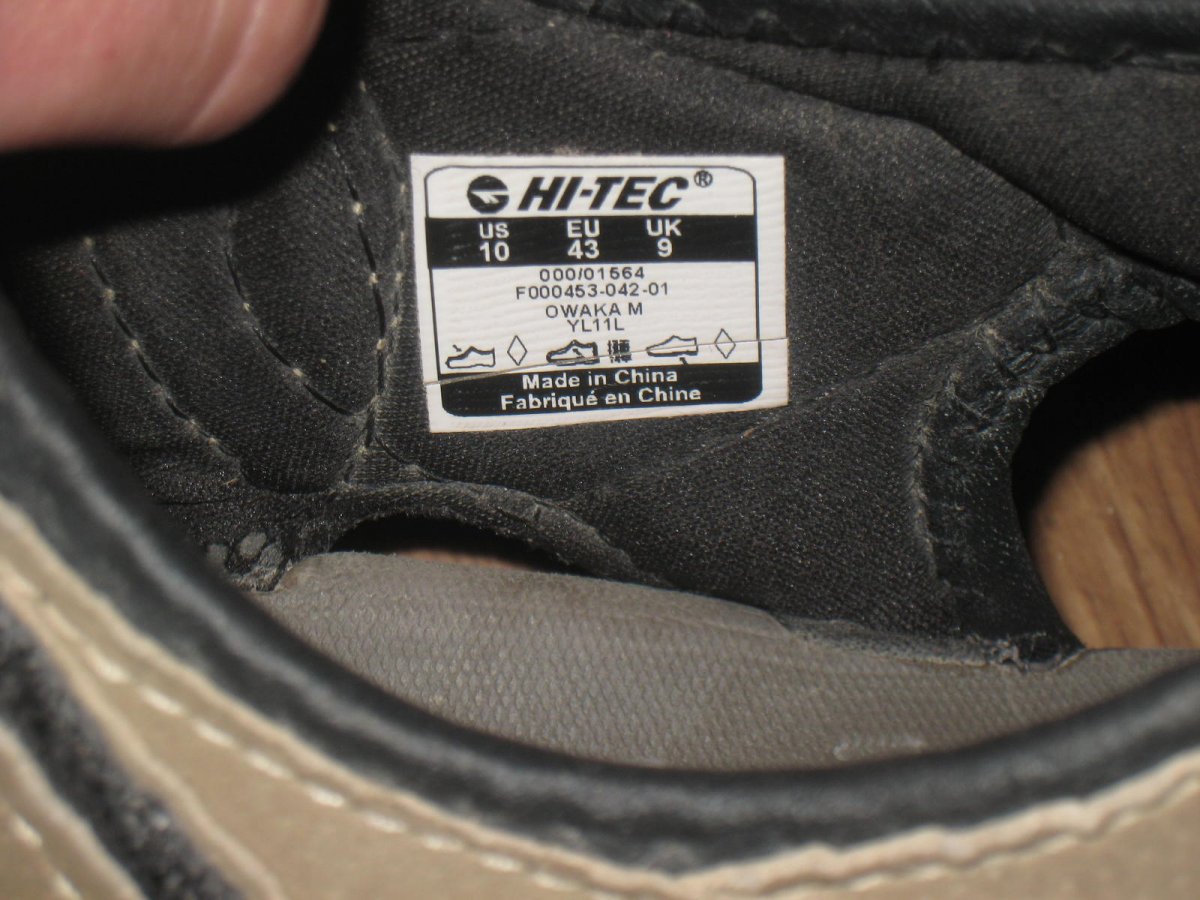 HI-TEC®
US EU UK
10 43 9
000/01564
F000453-042-01
OWAKA M
YL11L
Made in China
Fabriqué en Chine